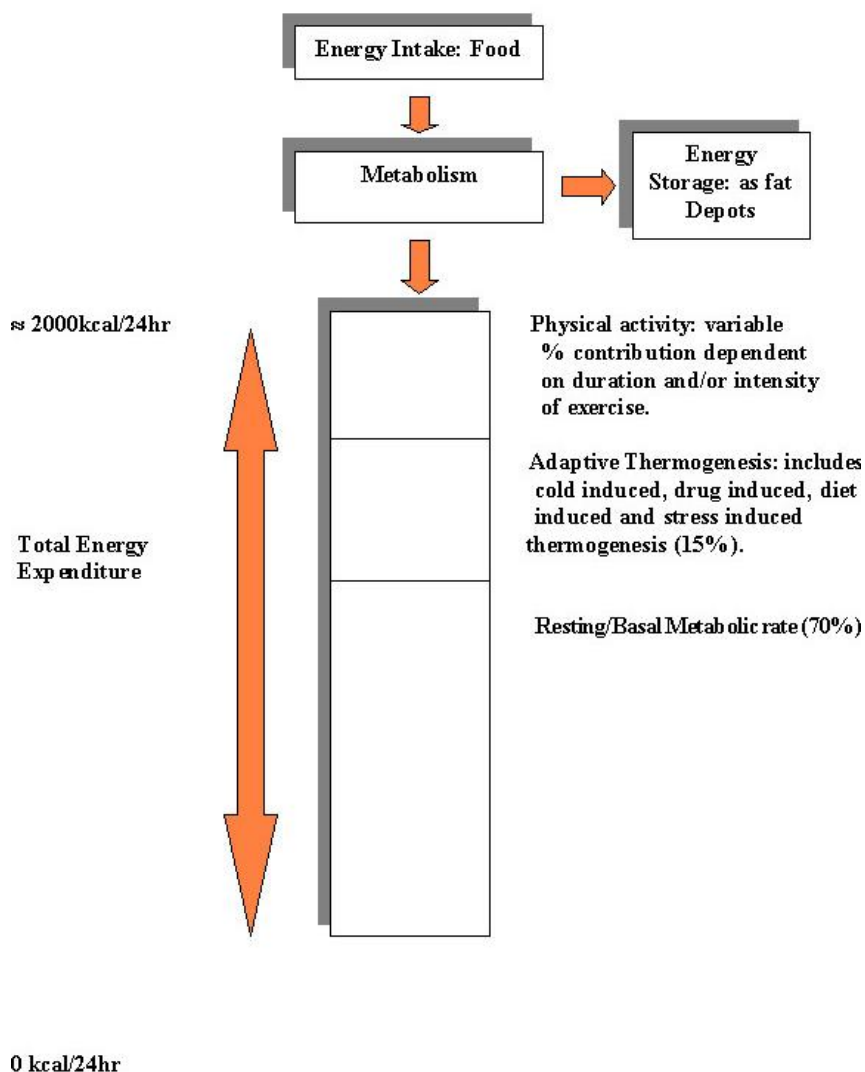 Energy Intake: Food
Metabolism
Energy
Storage: as fat
Depots
≈ 2000kcal/24hr
Physical activity: variable
% contribution dependent
on duration and/or intensity
of exercise.
Adaptive Thermogenesis: includes
cold induced, drug induced, diet
induced and stress induced
thermogenesis (15%).
Total Energy
Expenditure
Resting/Basal Metabolic rate (70%)
0 kcal/24hr